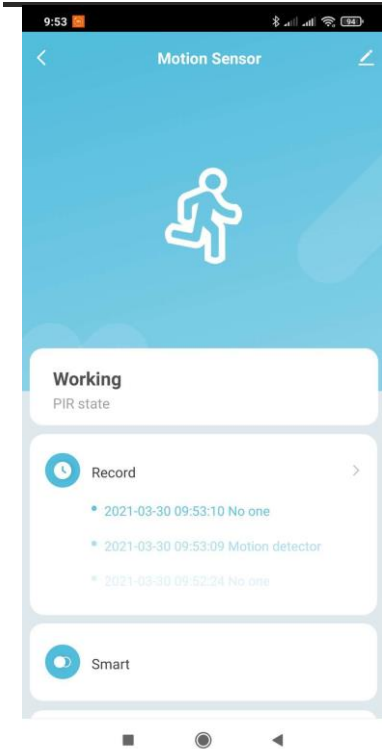 9:53
94
Motion Sensor
Working
PIR state
Record
2021-03-30 09:53:10 No one
2021-03-30 09:53:09 Motion detector
2021-03-30 09:52:24 No one
Smart